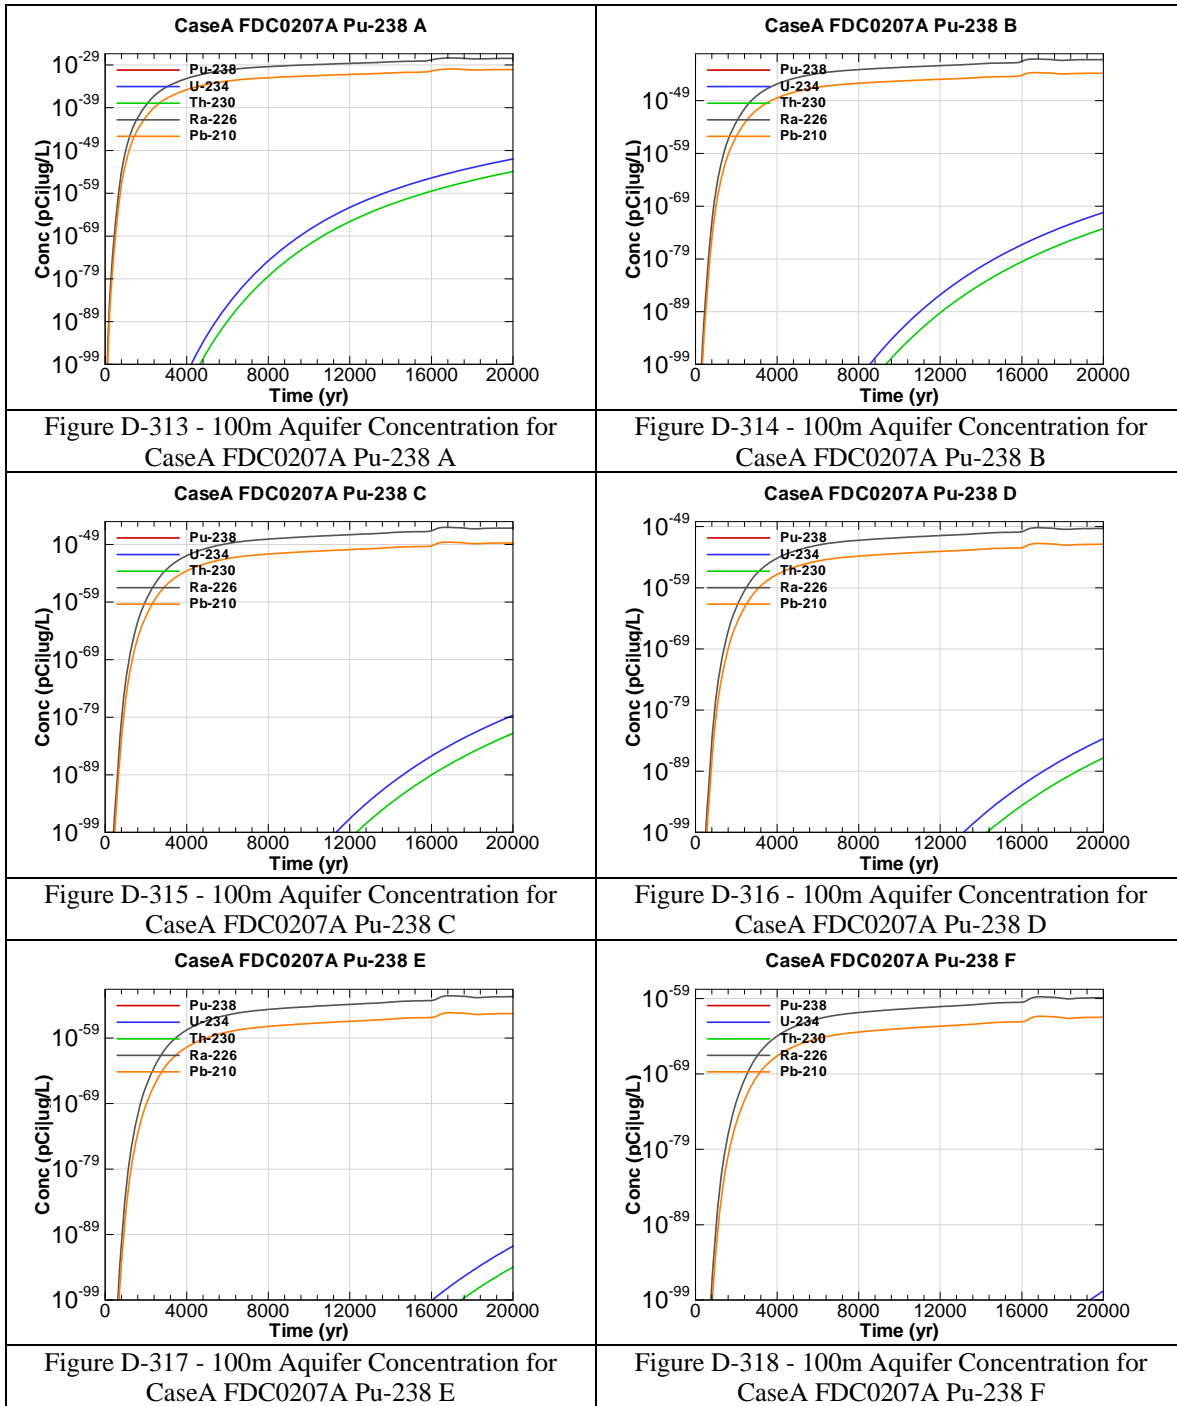 CaseA FDC0207A Pu-238 A
10-29
10-39
10-49
10-59
10-69
10-79
10-89
10-99
Conc (pCi|ug/L)
Pu-238
U-234
Th-230
Ra-226
Pb-210
0 4000 8000 12000 16000 20000
Time (yr)
Figure D-313 - 100m Aquifer Concentration for
CaseA FDC0207A Pu-238 A
CaseA FDC0207A Pu-238 B
10-49
10-59
10-69
10-79
10-89
10-99
Conc (pCi|ug/L)
Pu-238
U-234
Th-230
Ra-226
Pb-210
0 4000 8000 12000 16000 20000
Time (yr)
Figure D-314 - 100m Aquifer Concentration for
CaseA FDC0207A Pu-238 B
CaseA FDC0207A Pu-238 C
10-49
10-59
10-69
10-79
10-89
10-99
Conc (pCi|ug/L)
Pu-238
U-234
Th-230
Ra-226
Pb-210
0 4000 8000 12000 16000 20000
Time (yr)
Figure D-315 - 100m Aquifer Concentration for
CaseA FDC0207A Pu-238 C
CaseA FDC0207A Pu-238 D
10-49
10-59
10-69
10-79
10-89
10-99
Conc (pCi|ug/L)
Pu-238
U-234
Th-230
Ra-226
Pb-210
0 4000 8000 12000 16000 20000
Time (yr)
Figure D-316 - 100m Aquifer Concentration for
CaseA FDC0207A Pu-238 D
CaseA FDC0207A Pu-238 E
10-59
10-69
10-79
10-89
10-99
Conc (pCi|ug/L)
Pu-238
U-234
Th-230
Ra-226
Pb-210
0 4000 8000 12000 16000 20000
Time (yr)
Figure D-317 - 100m Aquifer Concentration for
CaseA FDC0207A Pu-238 E
CaseA FDC0207A Pu-238 F
10-59
10-69
10-79
10-89
10-99
Conc (pCi|ug/L)
Pu-238
U-234
Th-230
Ra-226
Pb-210
0 4000 8000 12000 16000 20000
Time (yr)
Figure D-318 - 100m Aquifer Concentration for
CaseA FDC0207A Pu-238 F